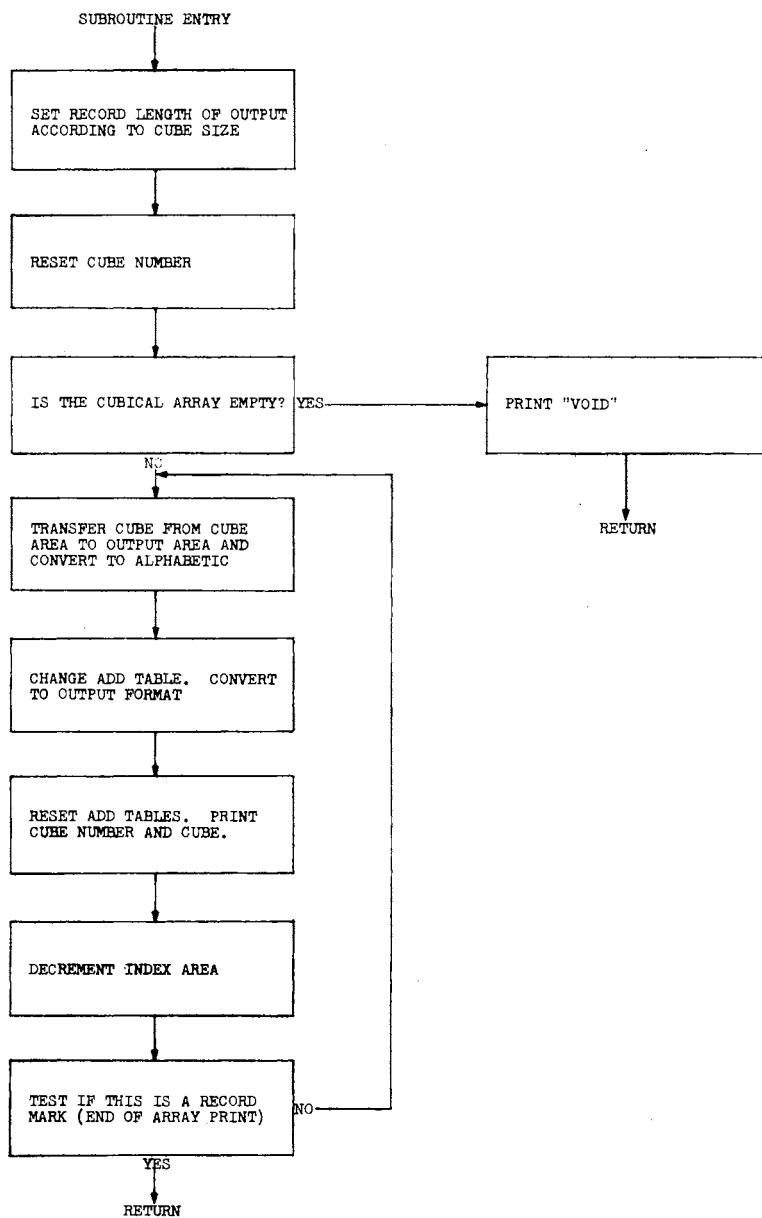 SUBROUTINE ENTRY
SET RECORD LENGTH OF OUTPUT
ACCORDING TO CUBE SIZE
RESET CUBE NUMBER
IS THE CUBICAL ARRAY EMPTY? YES
PRINT "VOID"
RETURN
NO
TRANSFER CUBE FROM CUBE
AREA TO OUTPUT AREA AND
CONVERT TO ALPHABETIC
CHANGE ADD TABLE. CONVERT
TO OUTPUT FORMAT
RESET ADD TABLES. PRINT
CUBE NUMBER AND CUBE.
DECREMENT INDEX AREA
TEST IF THIS IS A RECORD
MARK (END OF ARRAY PRINT)
NO
YES
RETURN